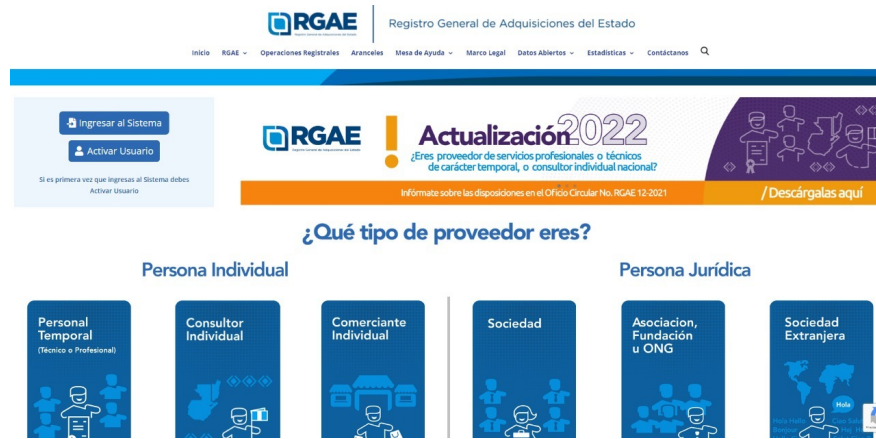 RGAE
Registro General de Adquisiciones del Estado
Inicio RGAE Operaciones Registrales Aranceles Mesa de Ayuda Marco Legal Datos Abiertos Estadísticas Contáctanos
Ingresar al Sistema
Activar Usuario
Si es primera vez que ingresas al Sistema debes
Activar Usuario
RGAE
! Actualización 2022
¿Eres proveedor de servicios profesionales o técnicos
de carácter temporal, o consultor individual nacional?
Infórmate sobre las disposiciones en el Oficio Circular No. RGAE 12-2021
/ Descárgalas aquí
¿Qué tipo de proveedor eres?
Persona Individual
Persona Jurídica
Personal
Temporal
(Técnico o Profesional)
Consultor
Individual
Comerciante
Individual
Sociedad
Asociacion,
Fundación
u ONG
Sociedad
Extranjera
Hola